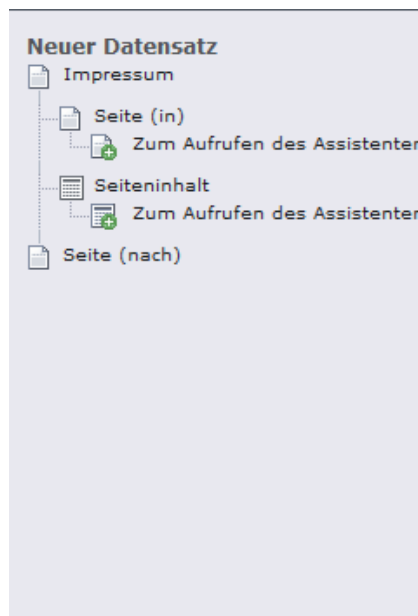 Neuer Datensatz
Impressum
Seite (in)
Zum Aufrufen des Assistenten
Seiteninhalt
Zum Aufrufen des Assistenten
Seite (nach)